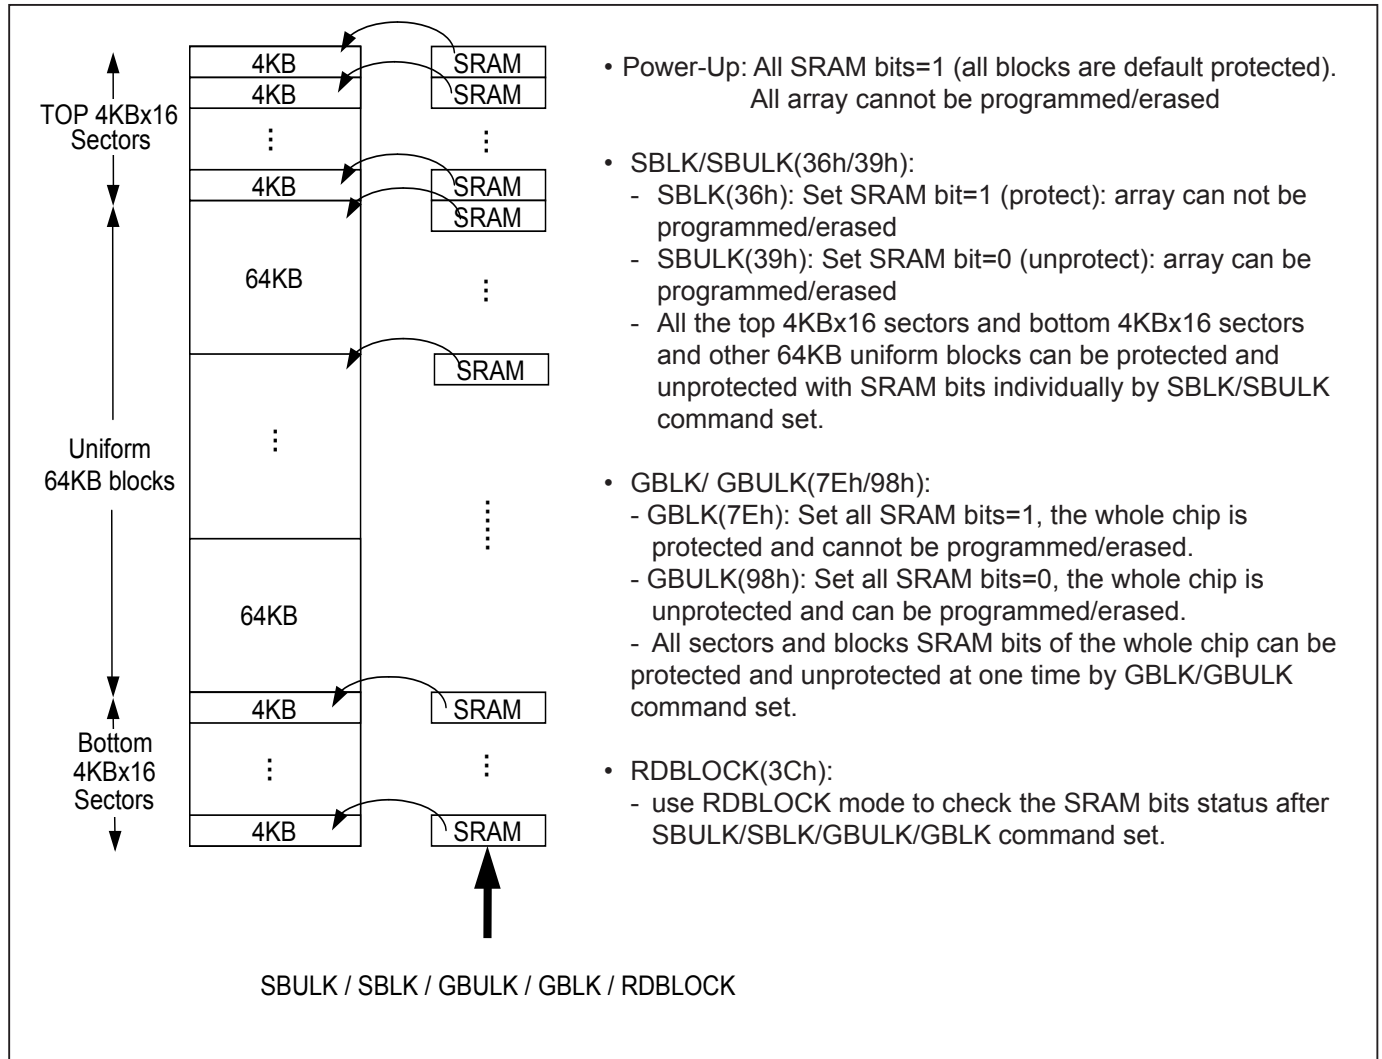 4KB
SRAM
4KB
SRAM
TOP 4KBx16
Sectors
4KB
SRAM
SRAM
64KB
SRAM
Uniform
64KB blocks
64KB
4KB
SRAM
Bottom
4KBx16
Sectors
4KB
SRAM
SBULK / SBLK / GBULK / GBLK / RDBLOCK
• Power-Up: All SRAM bits=1 (all blocks are default protected).
All array cannot be programmed/erased
• SBLK/SBULK(36h/39h):
- SBLK(36h): Set SRAM bit=1 (protect): array can not be
programmed/erased
- SBULK(39h): Set SRAM bit=0 (unprotect): array can be
programmed/erased
- All the top 4KBx16 sectors and bottom 4KBx16 sectors
and other 64KB uniform blocks can be protected and
unprotected with SRAM bits individually by SBLK/SBULK
command set.
• GBLK/ GBULK(7Eh/98h):
- GBLK(7Eh): Set all SRAM bits=1, the whole chip is
protected and cannot be programmed/erased.
- GBULK(98h): Set all SRAM bits=0, the whole chip is
unprotected and can be programmed/erased.
- All sectors and blocks SRAM bits of the whole chip can be
protected and unprotected at one time by GBLK/GBULK
command set.
• RDBLOCK(3Ch):
- use RDBLOCK mode to check the SRAM bits status after
SBULK/SBLK/GBULK/GBLK command set.